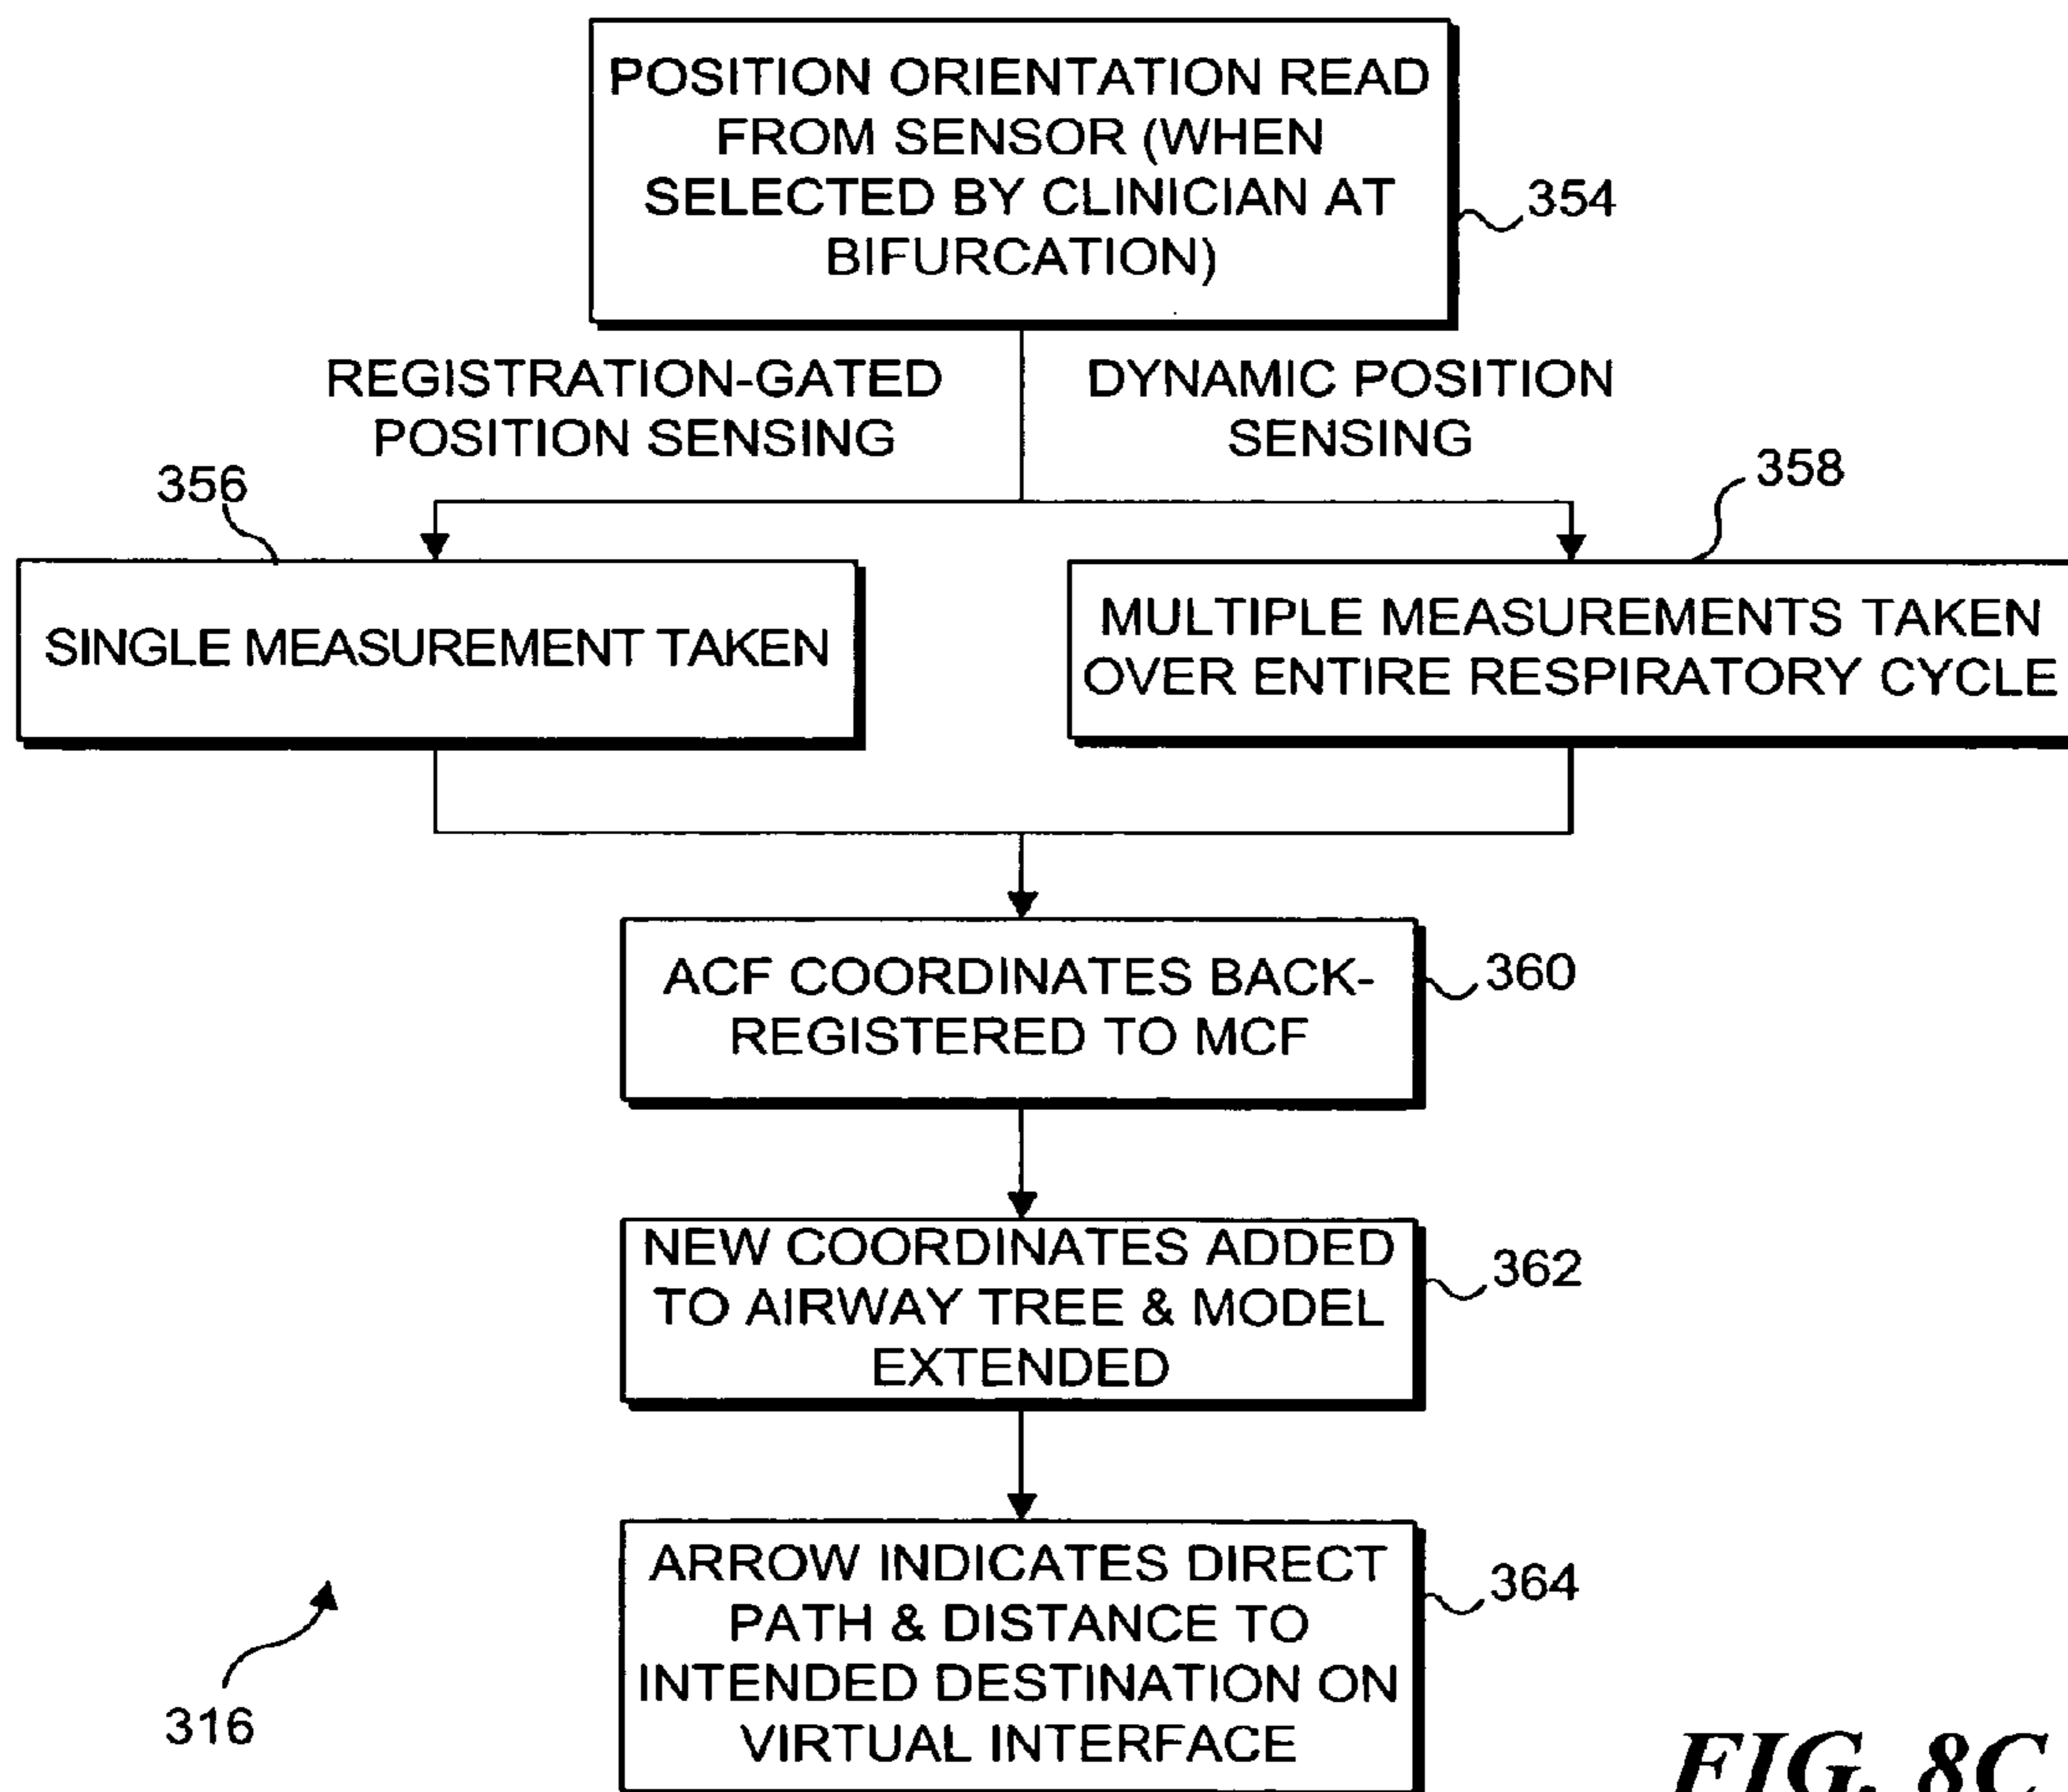 POSITION ORIENTATION READ
FROM SENSOR (WHEN
SELECTED BY CLINICIAN AT
BIFURCATION)
354
REGISTRATION-GATED
POSITION SENSING
DYNAMIC POSITION
SENSING
356
358
SINGLE MEASUREMENT TAKEN
MULTIPLE MEASUREMENTS TAKEN
OVER ENTIRE RESPIRATORY CYCLE
ACF COORDINATES BACK-
REGISTERED TO MCF
360
NEW COORDINATES ADDED
TO AIRWAY TREE & MODEL
EXTENDED
362
ARROW INDICATES DIRECT
PATH & DISTANCE TO
INTENDED DESTINATION ON
VIRTUAL INTERFACE
364
316
FIG. 8C